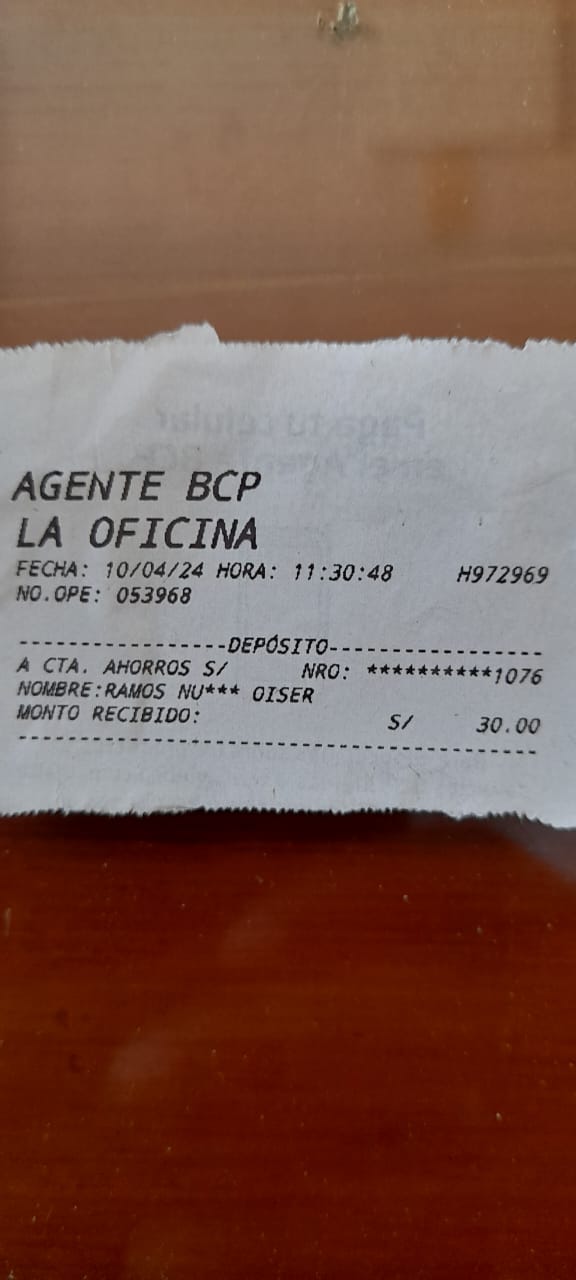 AGENTE BCP
LA OFICINA
FECHA: 10/04/24 HORA: 11:30:48 H972969
NO.OPE: 053968
-----------------DEPÓSITO-----------------
A CTA. AHORROS S/ NRO: **********1076
NOMBRE:RAMOS NU*** OISER
MONTO RECIBIDO: S/ 30.00